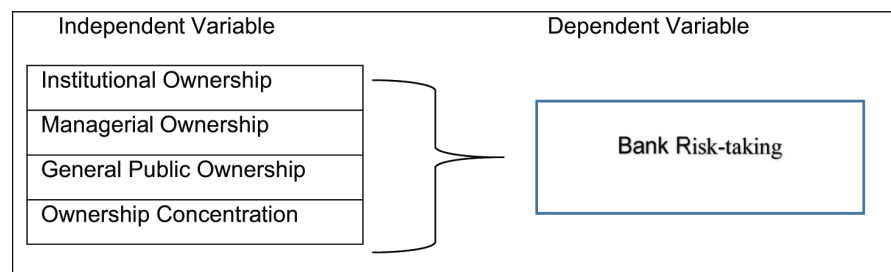 Independent Variable
Dependent Variable
Institutional Ownership
Managerial Ownership
General Public Ownership
Ownership Concentration
Bank Risk-taking